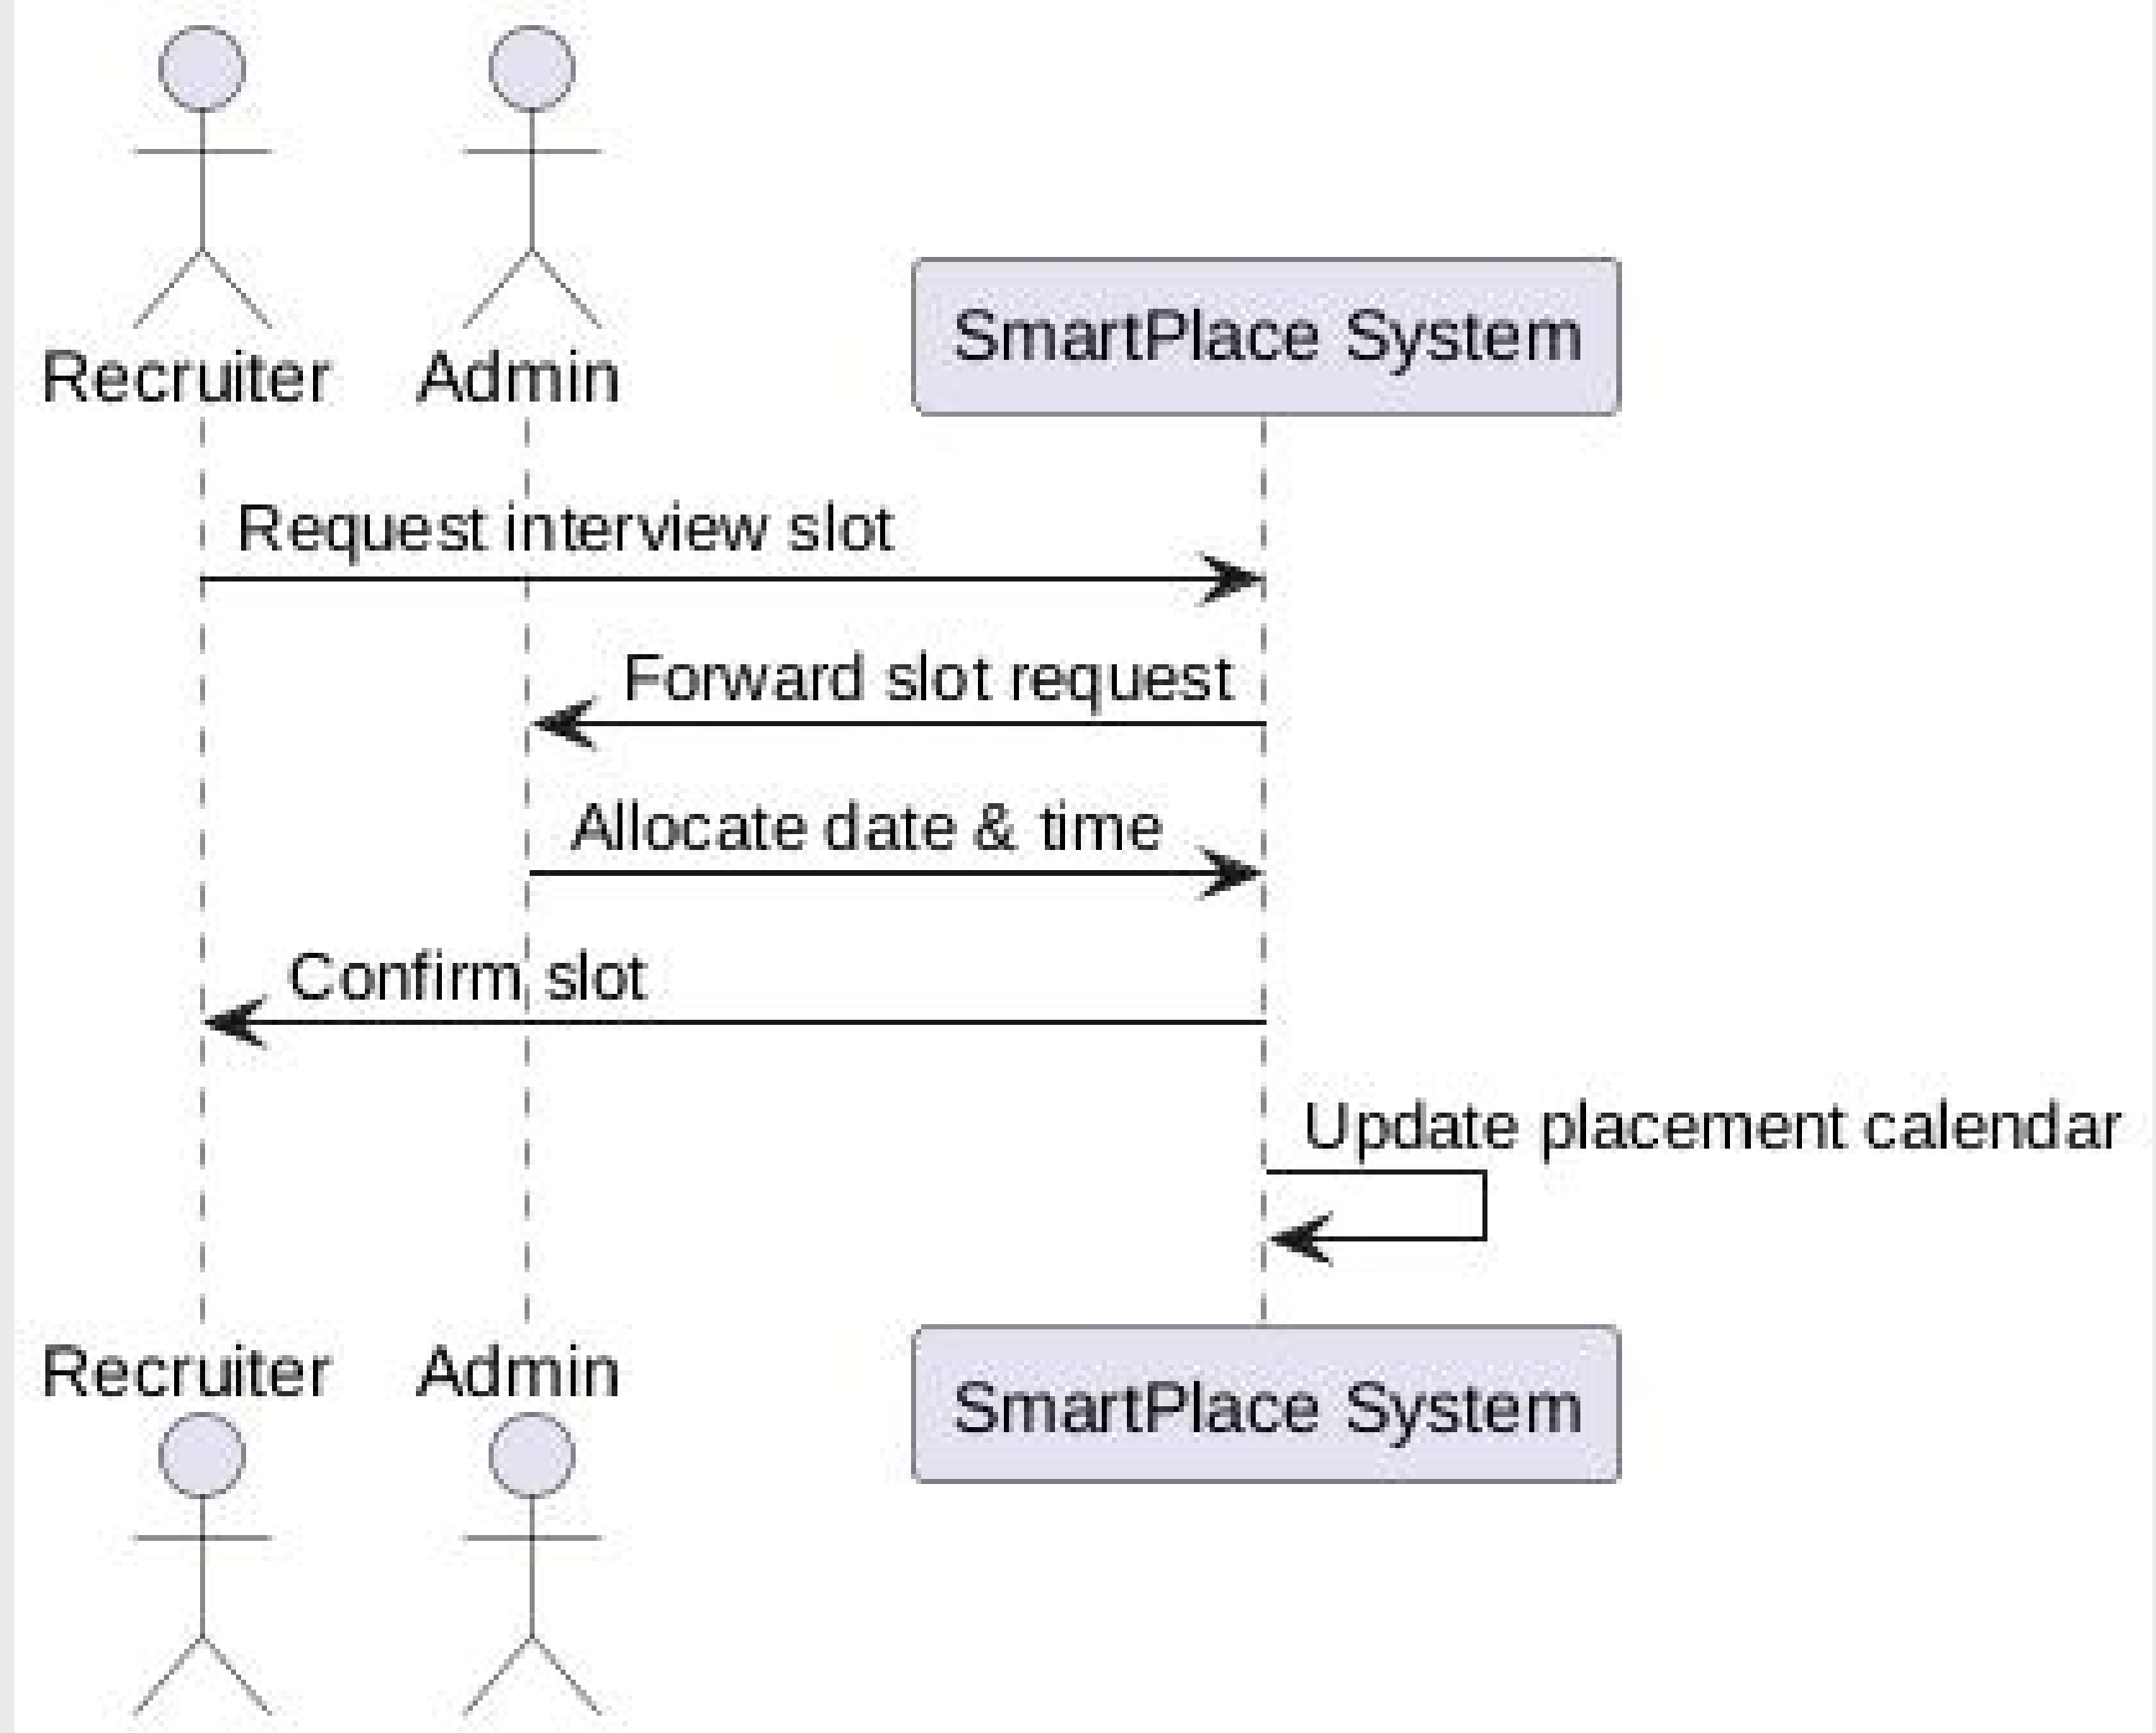 Recruiter
Admin
SmartPlace System
Request interview slot
Forward slot request
Allocate date & time
Confirm slot
Update placement calendar
Recruiter
Admin
SmartPlace System